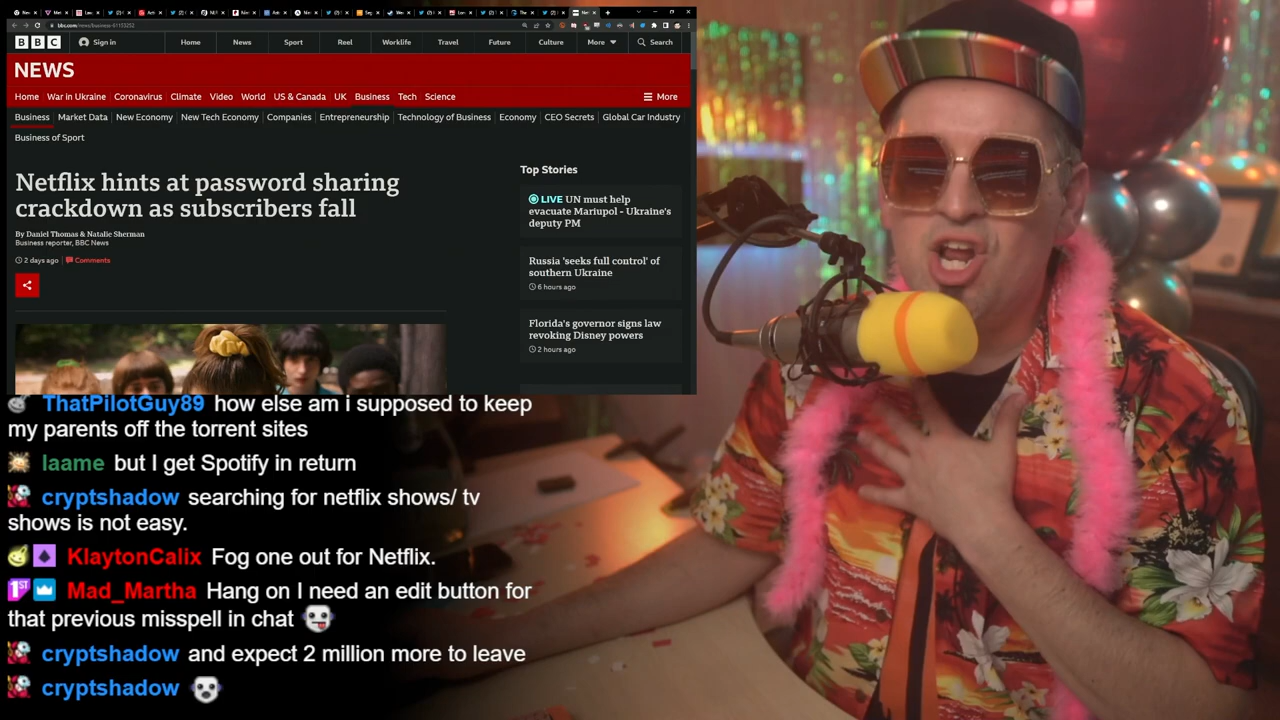 bbc.com/news/business-61153252
BBC Sign in Home News Sport Reel Worklife Travel Future Culture More Search
NEWS
Home War in Ukraine Coronavirus Climate Video World US & Canada UK Business Tech Science More
Business Market Data New Economy New Tech Economy Companies Entrepreneurship Technology of Business Economy CEO Secrets Global Car Industry
Business of Sport
Netflix hints at password sharing
crackdown as subscribers fall
By Daniel Thomas & Natalie Sherman
Business reporter, BBC News
2 days ago Comments
Top Stories
LIVE UN must help
evacuate Mariupol - Ukraine's
deputy PM
Russia 'seeks full control' of
southern Ukraine
6 hours ago
Florida's governor signs law
revoking Disney powers
2 hours ago
ThatPilotGuy89 how else am i supposed to keep
my parents off the torrent sites
laame but I get Spotify in return
cryptshadow searching for netflix shows/ tv
shows is not easy.
KlaytonCalix Fog one out for Netflix.
1ST Mad_Martha Hang on I need an edit button for
that previous misspell in chat
cryptshadow and expect 2 million more to leave
cryptshadow